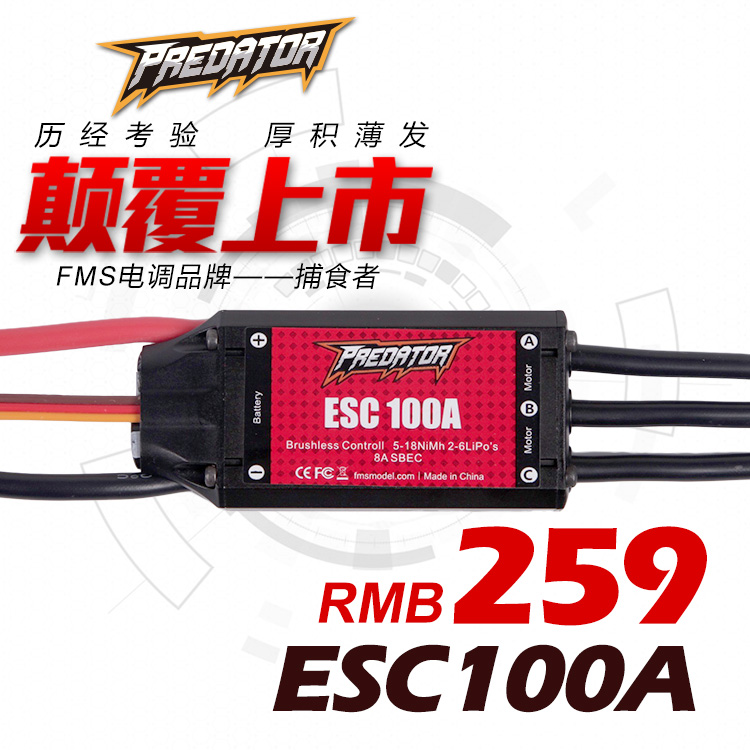 PREDATOR
历经考验 厚积薄发
颠覆上市
FMS电调品牌——捕食者
+
Battery
−
PREDATOR
ESC 100A
Brushless Controll 5-18NiMh 2-6LiPo's
8A SBEC
CE FC
fmsmodel.com | Made in China
A
Motor
B
Motor
C
RMB 259
ESC100A